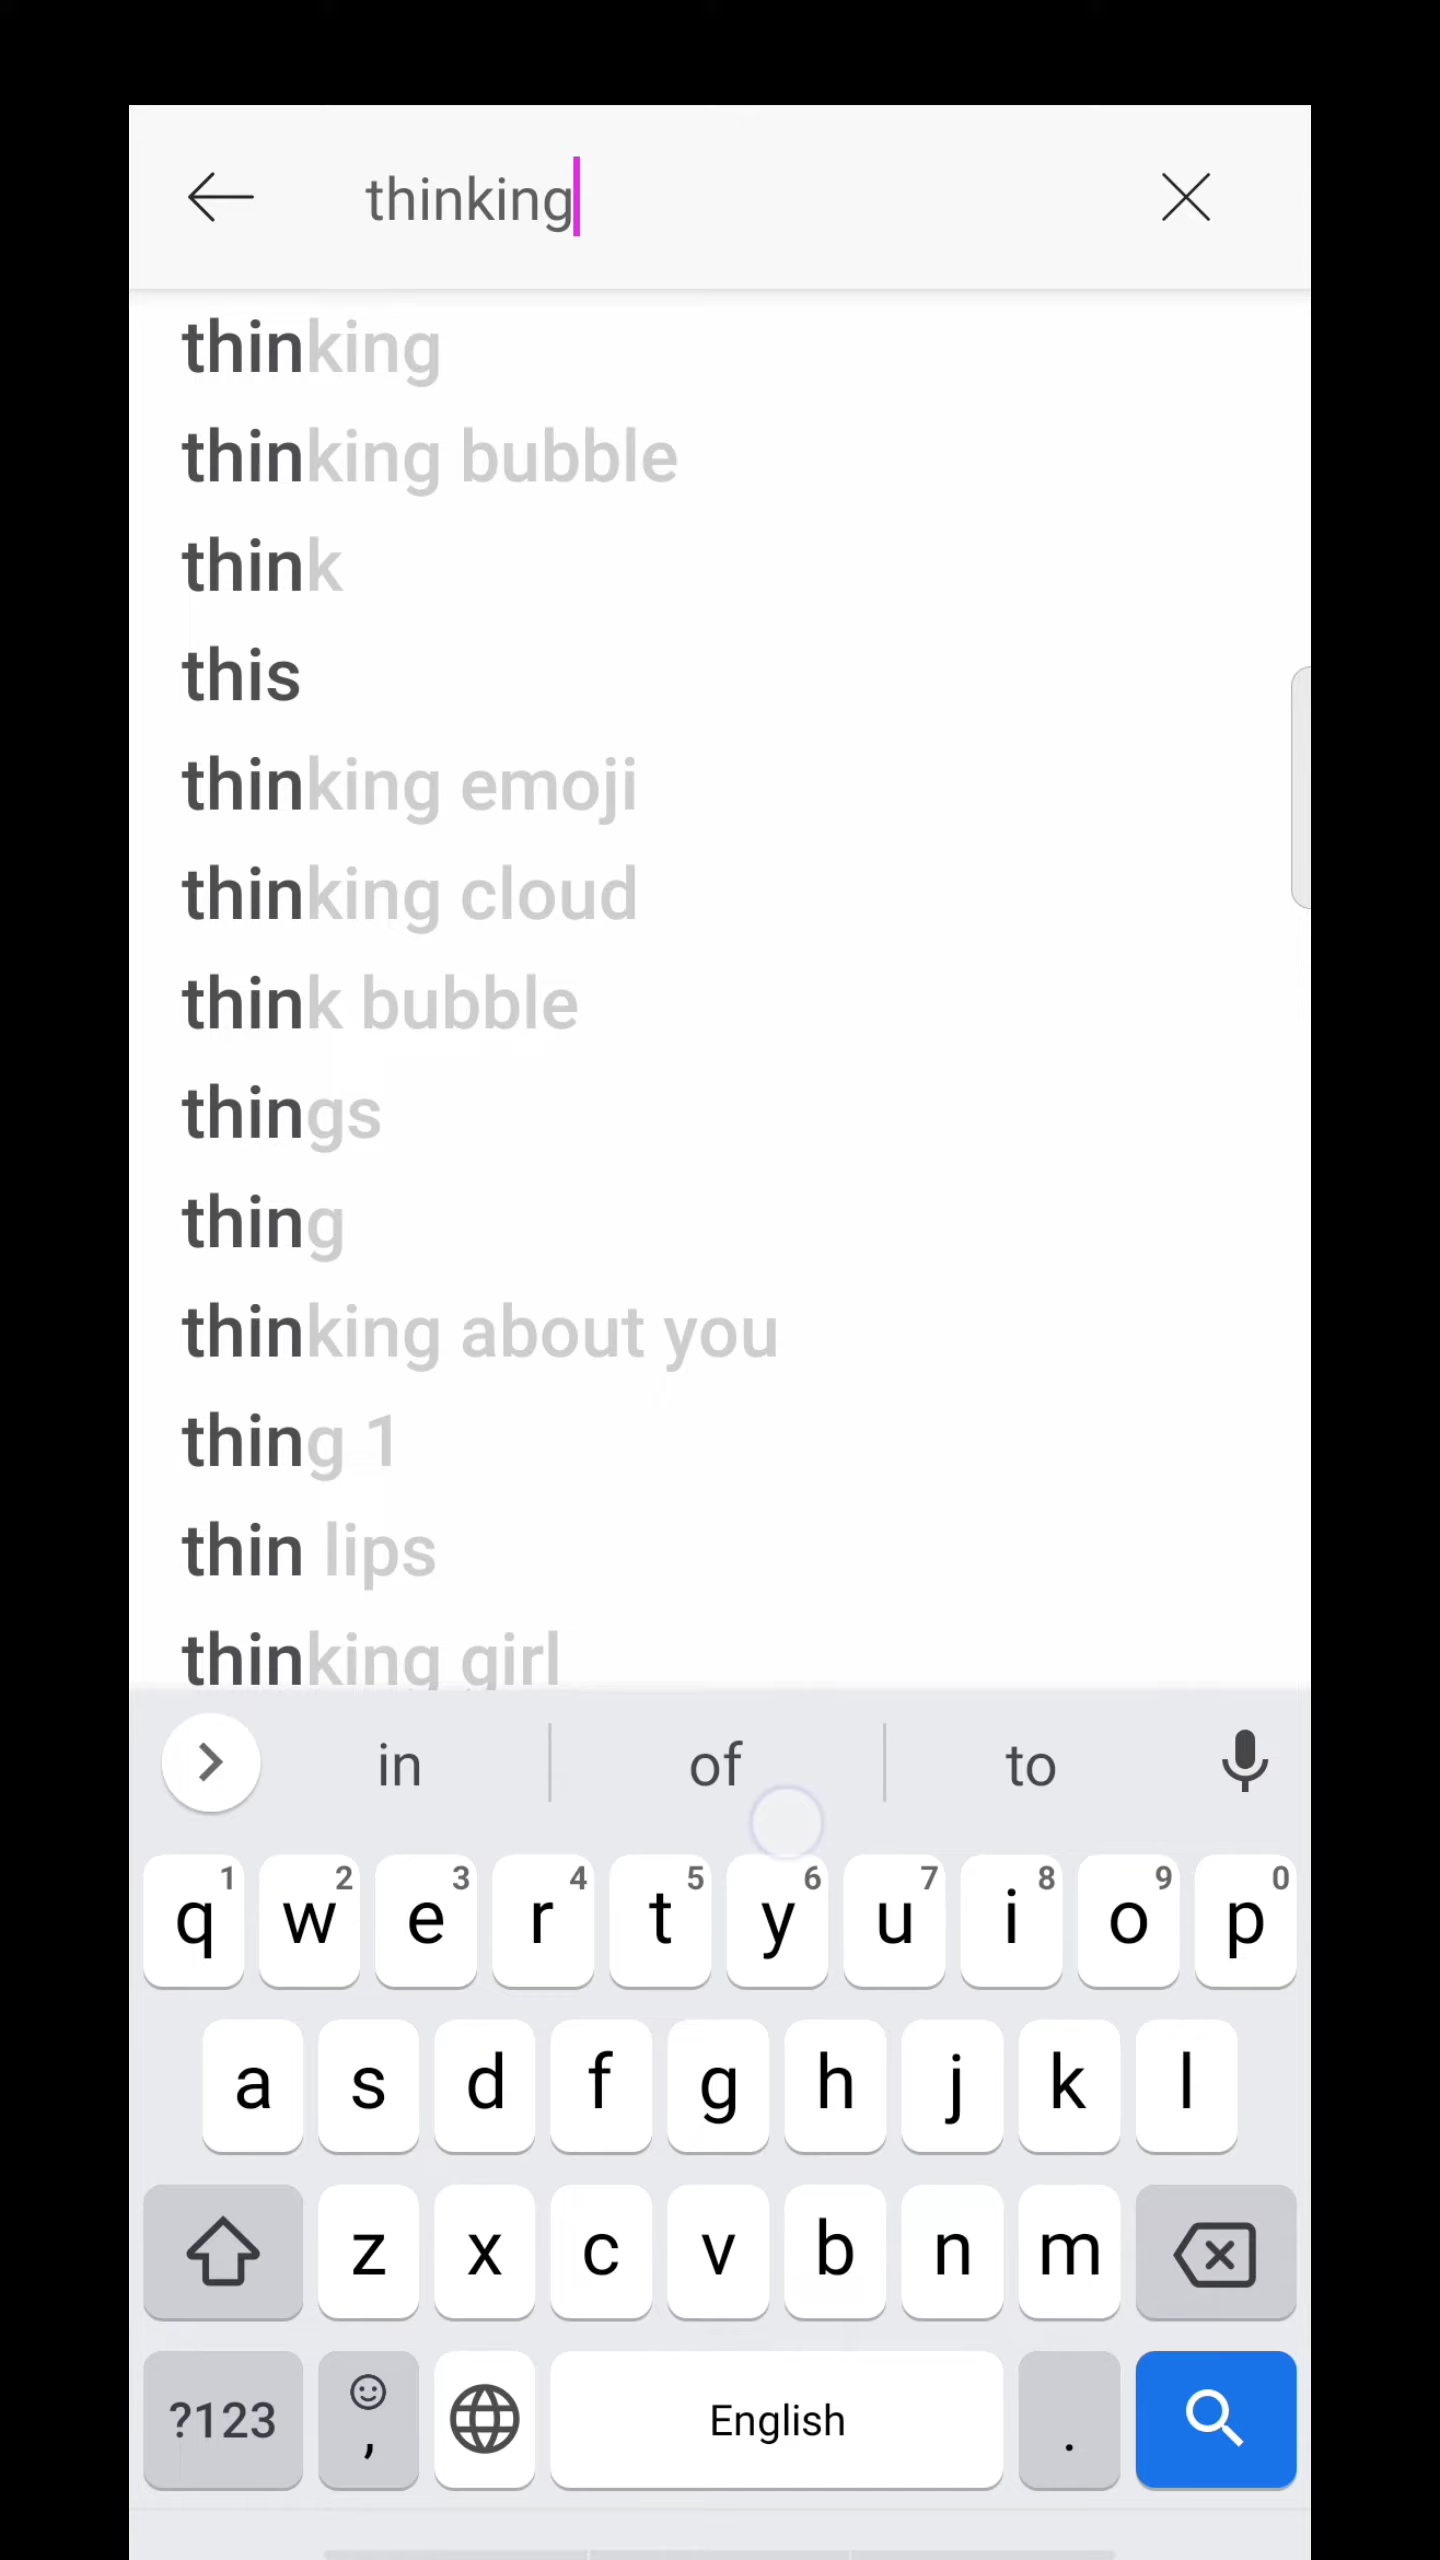 thinking
thinking
thinking bubble
think
this
thinking emoji
thinking cloud
think bubble
things
thing
thinking about you
thing 1
thin lips
thinking girl
in of to
1 2 3 4 5 6 7 8 9 0
q w e r t y u i o p
a s d f g h j k l
z x c v b n m
?123 , English .